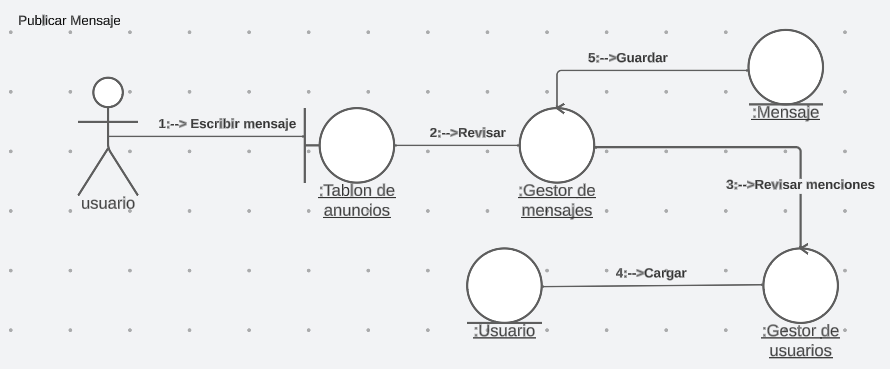 Publicar Mensaje
5:-->Guardar
:Mensaje
1:--> Escribir mensaje
2:-->Revisar
usuario
:Tablon de
anuncios
:Gestor de
mensajes
3:-->Revisar menciones
4:-->Cargar
:Usuario
:Gestor de
usuarios